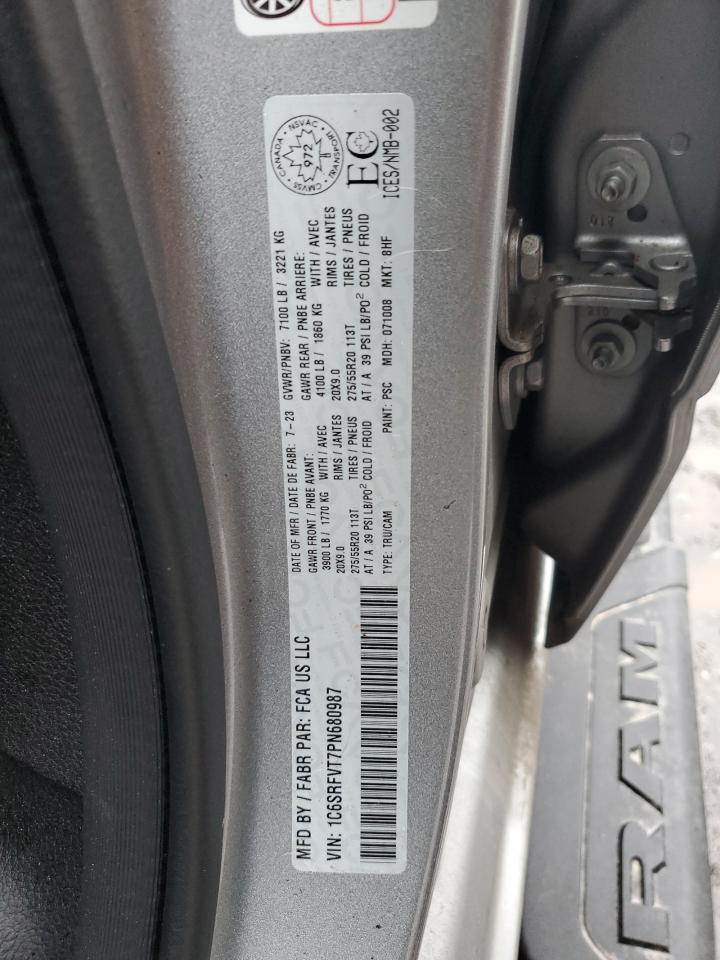 MFD BY / FABR PAR: FCA US LLC
DATE OF MFR / DATE DE FABR: 7-23
GVWR/PNBV: 7100 LB / 3221 KG
GAWR FRONT / PNBE AVANT:
3900 LB / 1770 KG WITH / AVEC
20X9.0 RIMS / JANTES
275/55R20 113T TIRES / PNEUS
AT / A 39 PSI LB/PO² COLD / FROID
GAWR REAR / PNBE ARRIERE:
4100 LB / 1860 KG WITH / AVEC
20X9.0 RIMS / JANTES
275/55R20 113T TIRES / PNEUS
AT / A 39 PSI LB/PO² COLD / FROID
VIN: 1C6SRFVT7PN680987
TYPE: TRU/CAM PAINT: PSC MDH: 071008 MKT: 8HF
CANADA NSVAC TRANSPORT CMVSS
972
EC
ICES/NMB-002
RAM